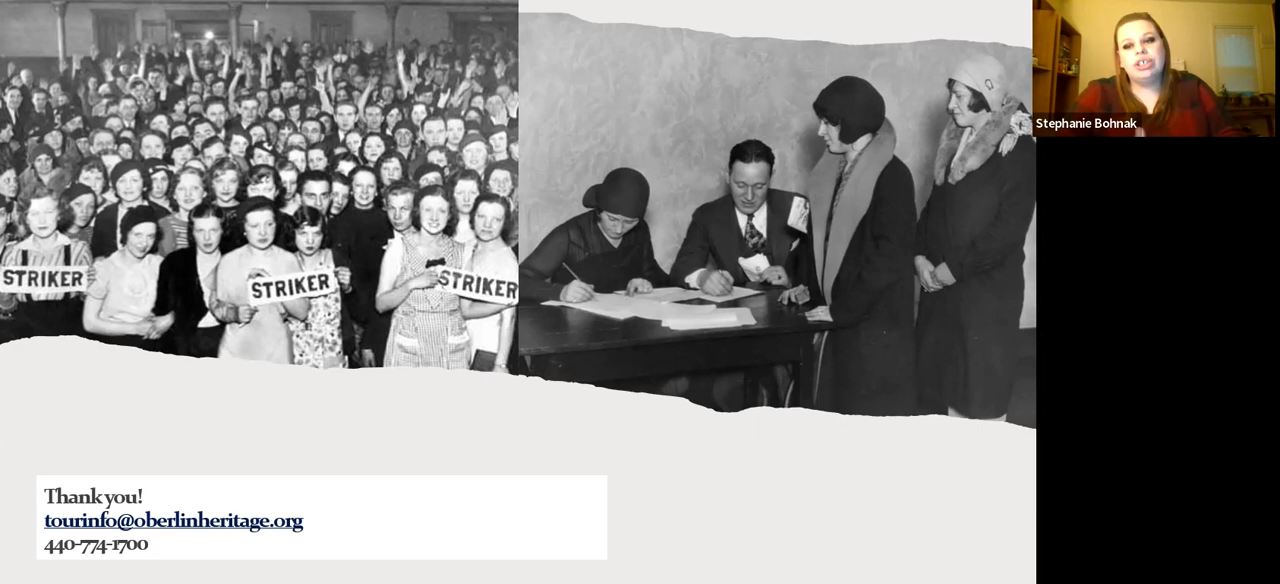 STRIKER
STRIKER
STRIKER
Stephanie Bohnak
Thank you!
tourinfo@oberlinheritage.org
440-774-1700